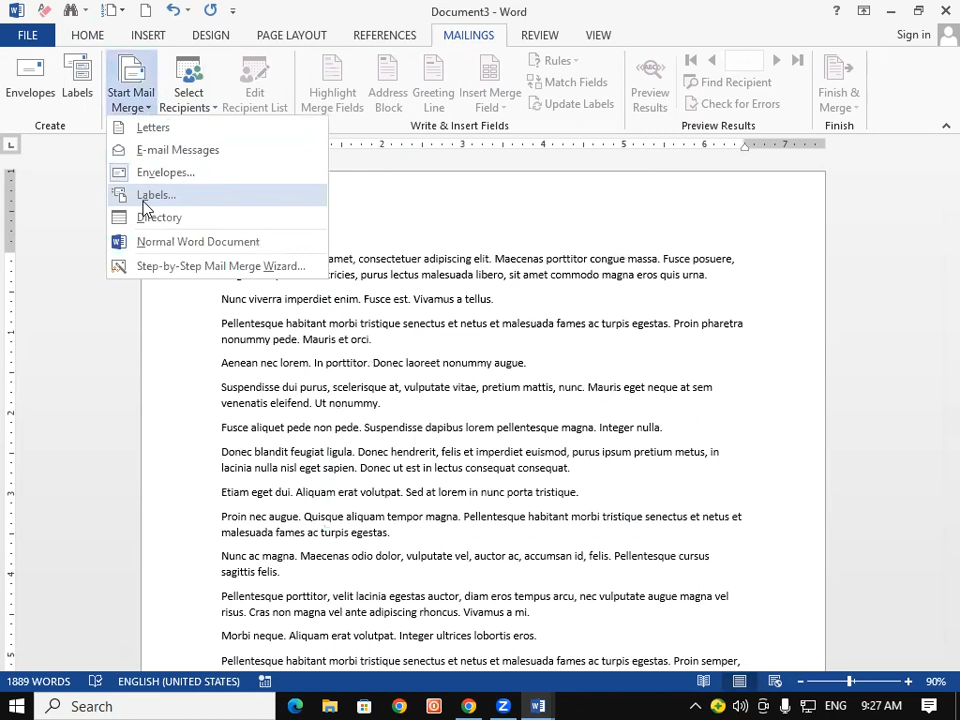 Document3 - Word
FILE HOME INSERT DESIGN PAGE LAYOUT REFERENCES MAILINGS REVIEW VIEW Sign in
Envelopes Labels
Create
Start Mail Merge
Select Recipients
Edit Recipient List
Highlight Merge Fields
Address Block
Greeting Line
Insert Merge Field
Rules
Match Fields
Update Labels
Write & Insert Fields
Preview Results
Find Recipient
Check for Errors
Preview Results
Finish & Merge
Finish
Letters
E-mail Messages
Envelopes...
Labels...
Directory
Normal Word Document
Step-by-Step Mail Merge Wizard...
amet, consectetuer adipiscing elit. Maecenas porttitor congue massa. Fusce posuere,
ultricies, purus lectus malesuada libero, sit amet commodo magna eros quis urna.
Nunc viverra imperdiet enim. Fusce est. Vivamus a tellus.
Pellentesque habitant morbi tristique senectus et netus et malesuada fames ac turpis egestas. Proin pharetra
nonummy pede. Mauris et orci.
Aenean nec lorem. In porttitor. Donec laoreet nonummy augue.
Suspendisse dui purus, scelerisque at, vulputate vitae, pretium mattis, nunc. Mauris eget neque at sem
venenatis eleifend. Ut nonummy.
Fusce aliquet pede non pede. Suspendisse dapibus lorem pellentesque magna. Integer nulla.
Donec blandit feugiat ligula. Donec hendrerit, felis et imperdiet euismod, purus ipsum pretium metus, in
lacinia nulla nisl eget sapien. Donec ut est in lectus consequat consequat.
Etiam eget dui. Aliquam erat volutpat. Sed at lorem in nunc porta tristique.
Proin nec augue. Quisque aliquam tempor magna. Pellentesque habitant morbi tristique senectus et netus et
malesuada fames ac turpis egestas.
Nunc ac magna. Maecenas odio dolor, vulputate vel, auctor ac, accumsan id, felis. Pellentesque cursus
sagittis felis.
Pellentesque porttitor, velit lacinia egestas auctor, diam eros tempus arcu, nec vulputate augue magna vel
risus. Cras non magna vel ante adipiscing rhoncus. Vivamus a mi.
Morbi neque. Aliquam erat volutpat. Integer ultrices lobortis eros.
Pellentesque habitant morbi tristique senectus et netus et malesuada fames ac turpis egestas. Proin semper,
1889 WORDS ENGLISH (UNITED STATES) 90%
Search ENG 9:27 AM